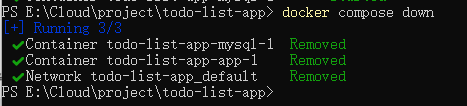 PS E:\Cloud\project\todo-list-app> docker compose down
[+] Running 3/3
✔Container todo-list-app-mysql-1 Removed
✔Container todo-list-app-app-1 Removed
✔Network todo-list-app_default Removed
PS E:\Cloud\project\todo-list-app>